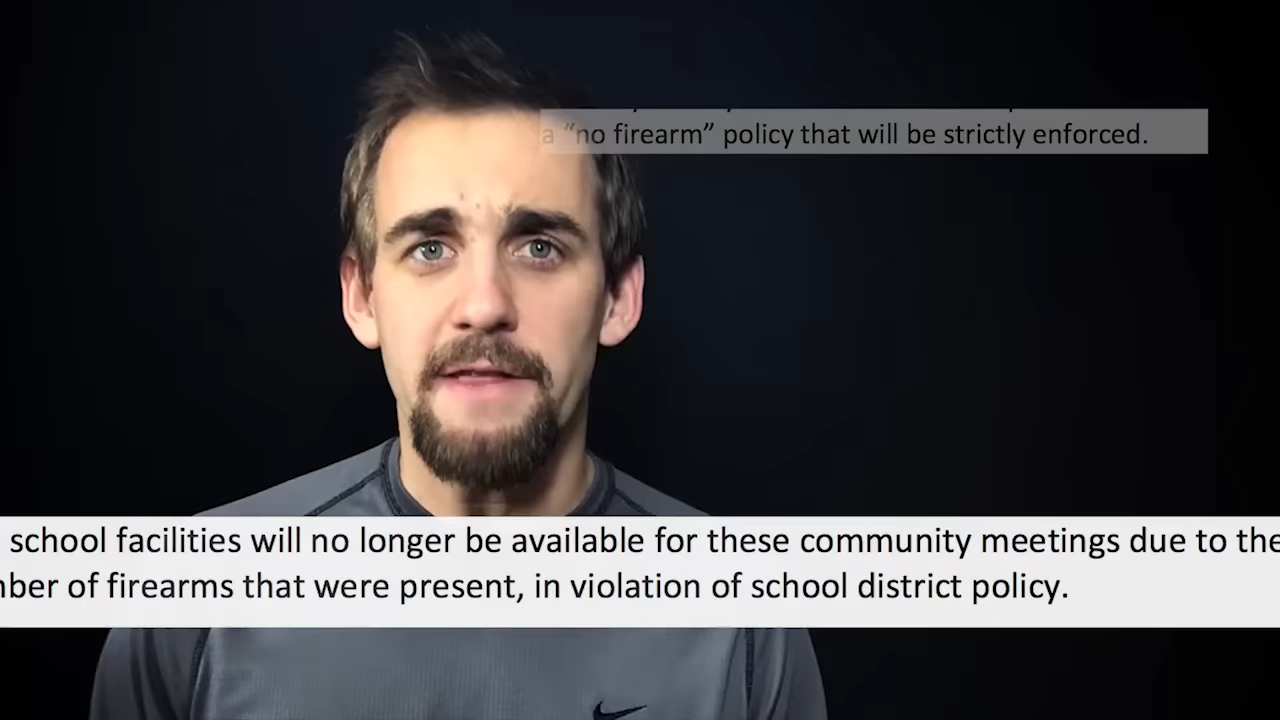 a “no firearm” policy that will be strictly enforced.
school facilities will no longer be available for these community meetings due to the
of firearms that were present, in violation of school district policy.